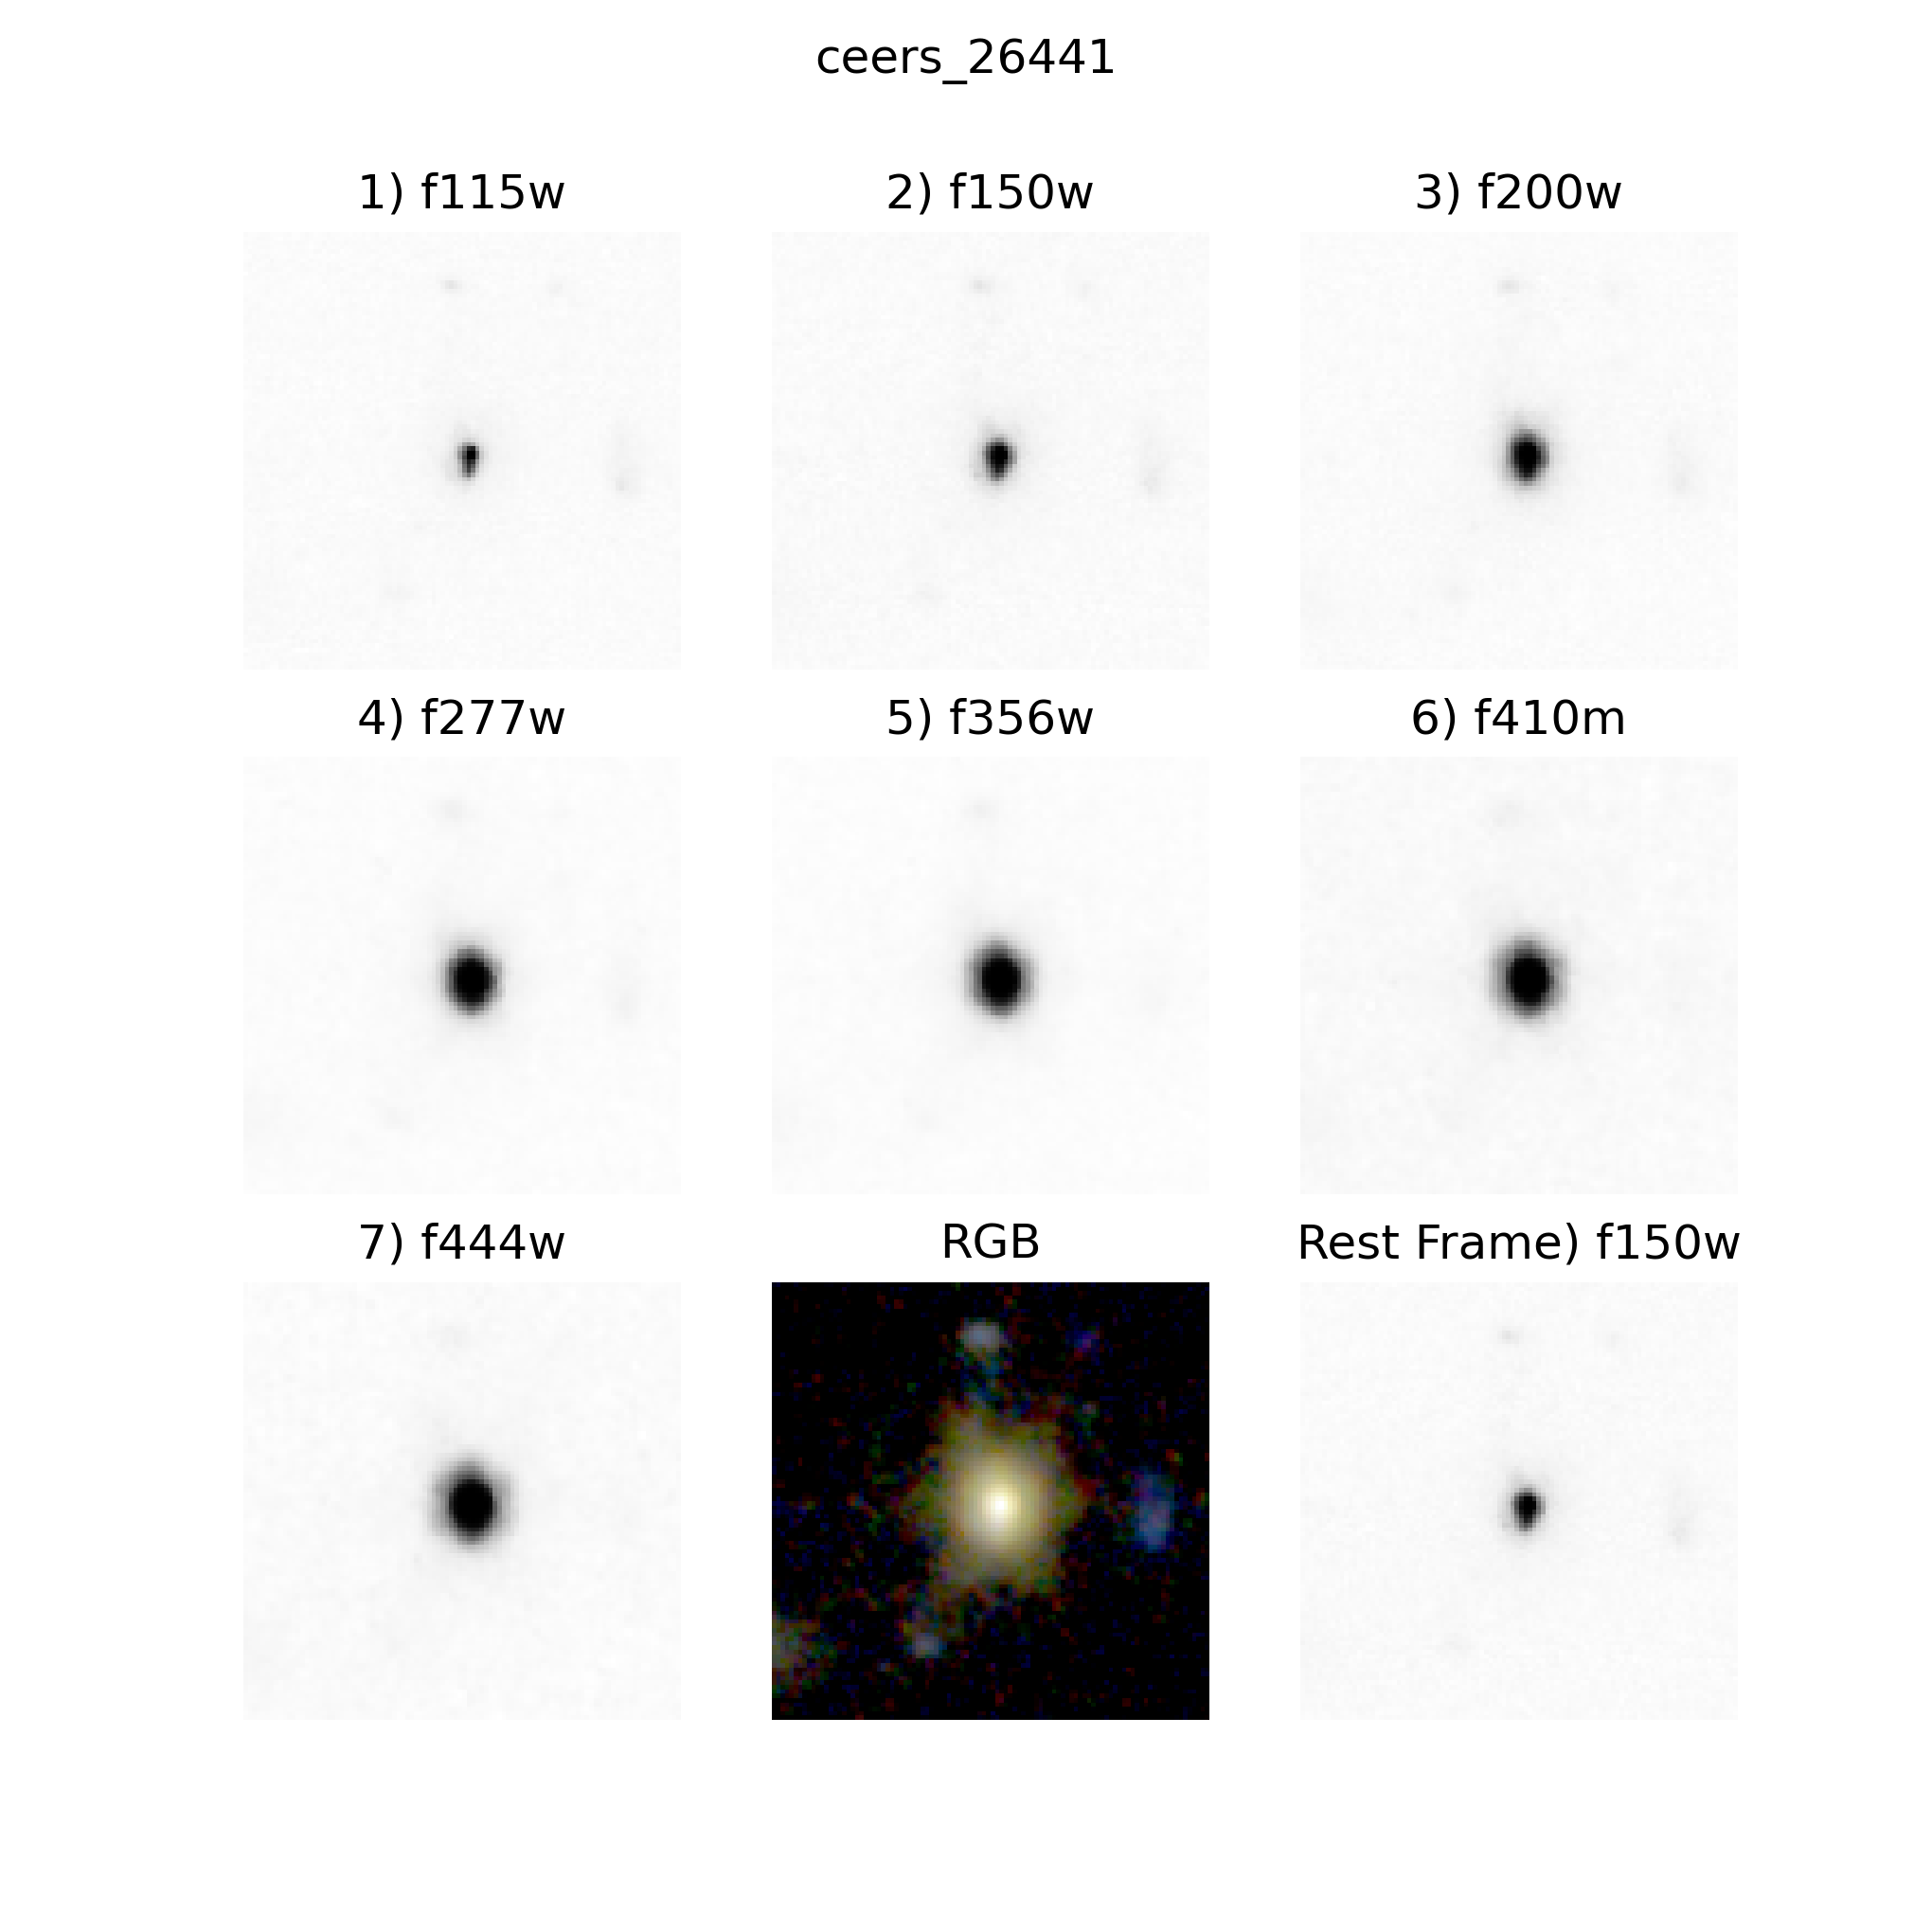 ceers_26441
1) f115w
2) f150w
3) f200w
4) f277w
5) f356w
6) f410m
7) f444w
RGB
Rest Frame) f150w